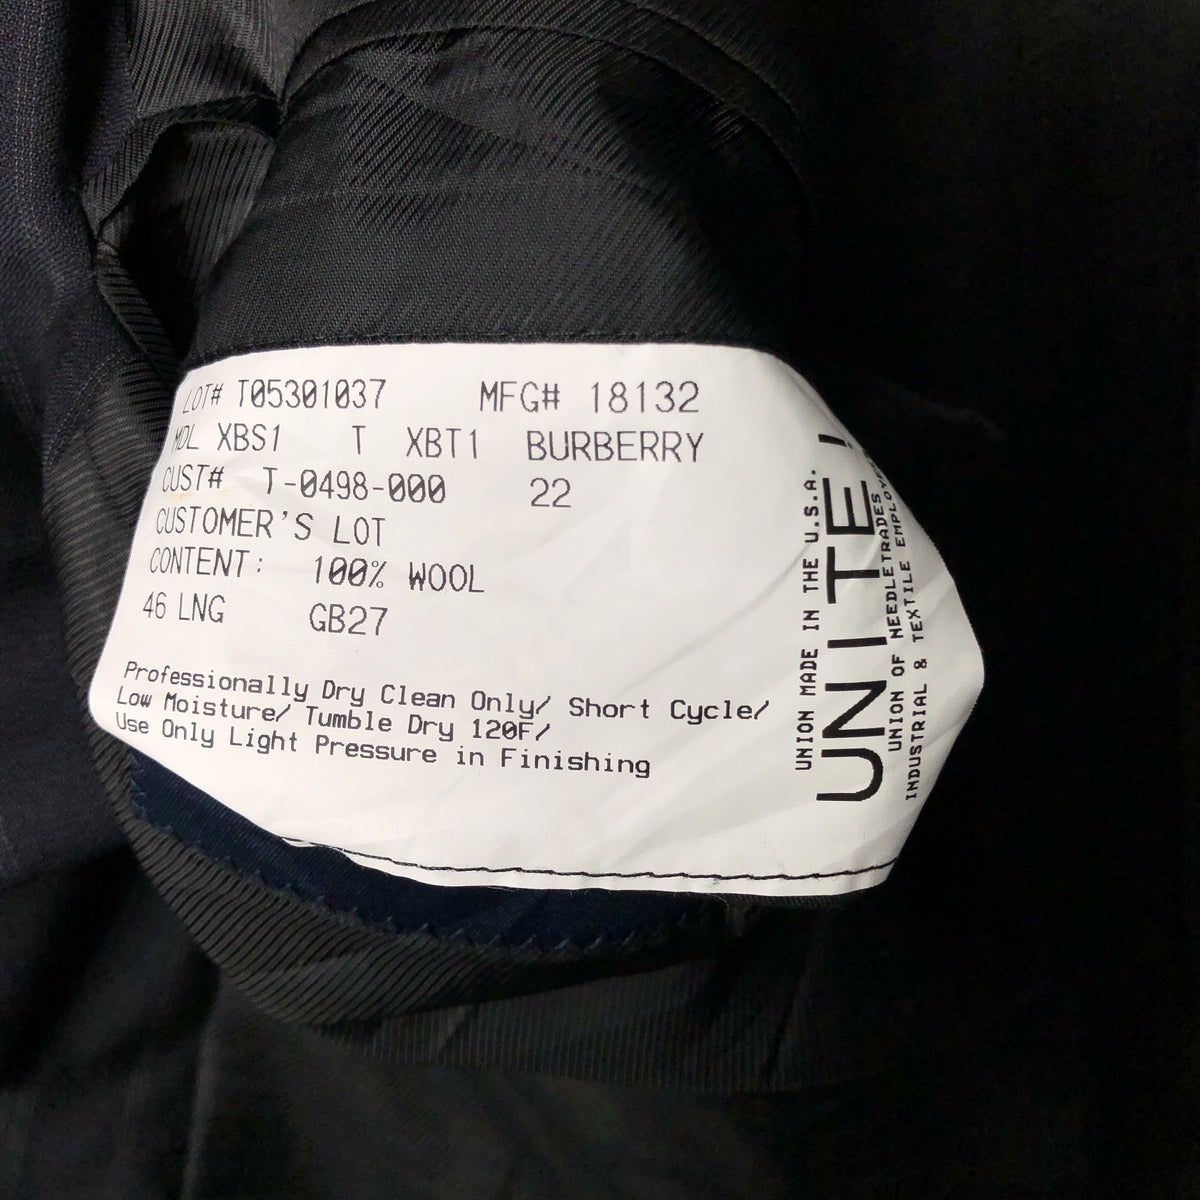 LOT# T05301037 MFG# 18132
MDL XBS1 T XBT1 BURBERRY
CUST# T-0498-000 22
CUSTOMER'S LOT
CONTENT: 100% WOOL
46 LNG GB27
Professionally Dry Clean Only/ Short Cycle/
Low Moisture/ Tumble Dry 120F/
Use Only Light Pressure in Finishing
UNION MADE IN THE U.S.A.
UNITE!
UNION OF NEEDLETRADES
INDUSTRIAL & TEXTILE